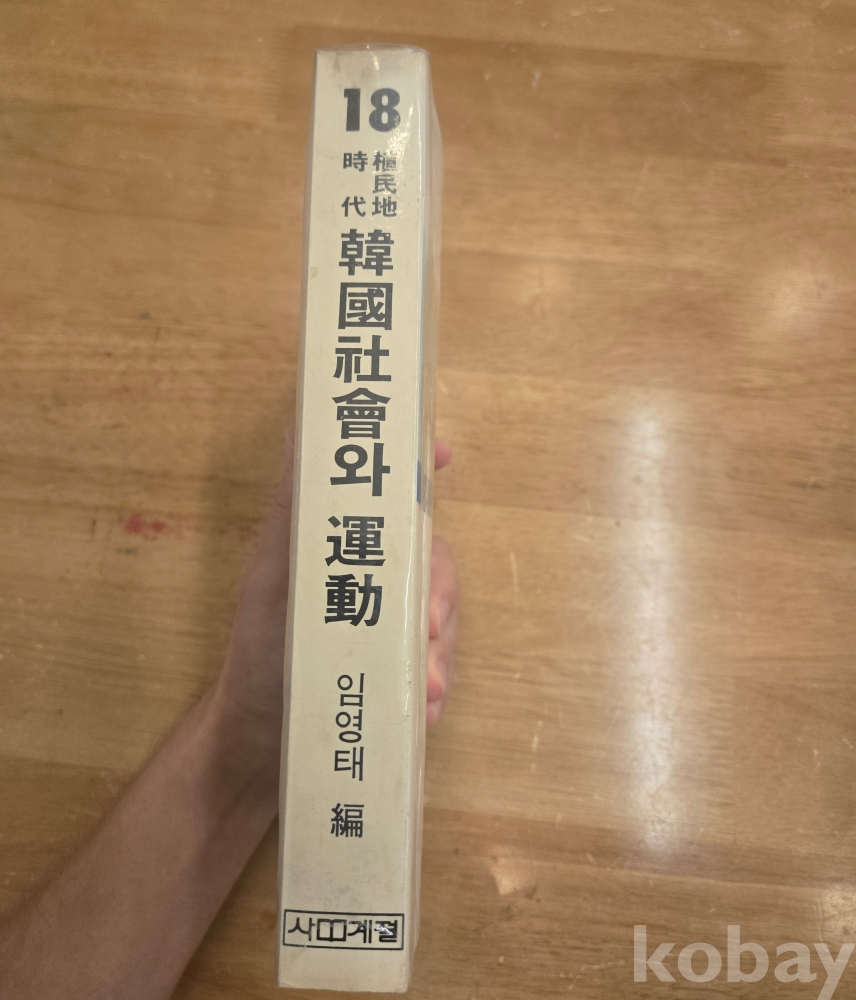 18
植民地
時代
韓國社會와 運動
임영태 編
사계절
kobay